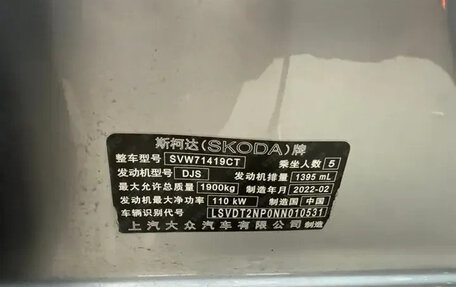 斯柯达(SKODA)牌
整车型号 SVW71419CT 乘坐人数 5
发动机型号 DJS 发动机排量 1395 mL
最大允许总质量 1900kg 制造年月 2022-02
发动机最大净功率 110 kW 制造国 中国
车辆识别代号 LSVDT2NP0NN010531
上汽大众汽车有限公司 制造